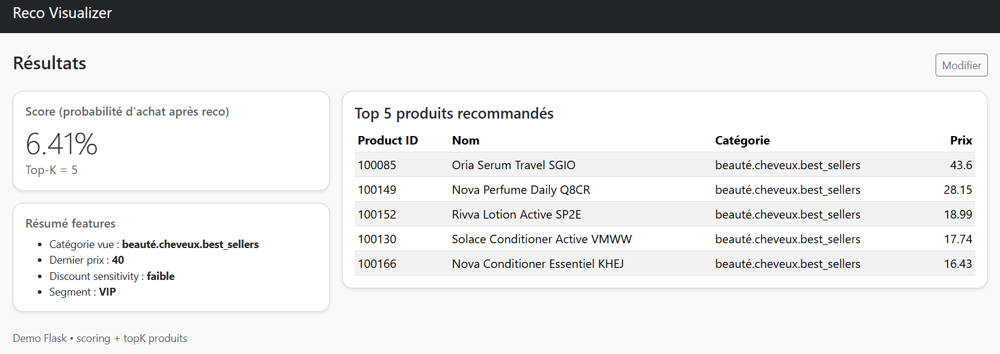 Reco Visualizer
Résultats
Modifier
Score (probabilité d'achat après reco)
6.41%
Top-K = 5
Résumé features
Catégorie vue : beauté.cheveux.best_sellers
Dernier prix : 40
Discount sensitivity : faible
Segment : VIP
Top 5 produits recommandés
Product ID Nom Catégorie Prix
100085 Oria Serum Travel SGIO beauté.cheveux.best_sellers 43.6
100149 Nova Perfume Daily Q8CR beauté.cheveux.best_sellers 28.15
100152 Rivva Lotion Active SP2E beauté.cheveux.best_sellers 18.99
100130 Solace Conditioner Active VMWW beauté.cheveux.best_sellers 17.74
100166 Nova Conditioner Essentiel KHEJ beauté.cheveux.best_sellers 16.43
Demo Flask • scoring + topK produits